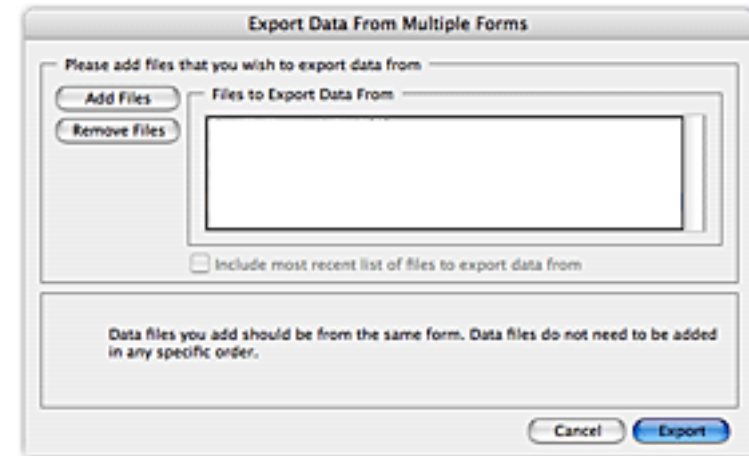 Export Data From Multiple Forms
Please add files that you wish to export data from
Add Files
Files to Export Data From
Remove Files
Include most recent list of files to export data from
Data files you add should be from the same form. Data files do not need to be added
in any specific order.
Cancel
Export